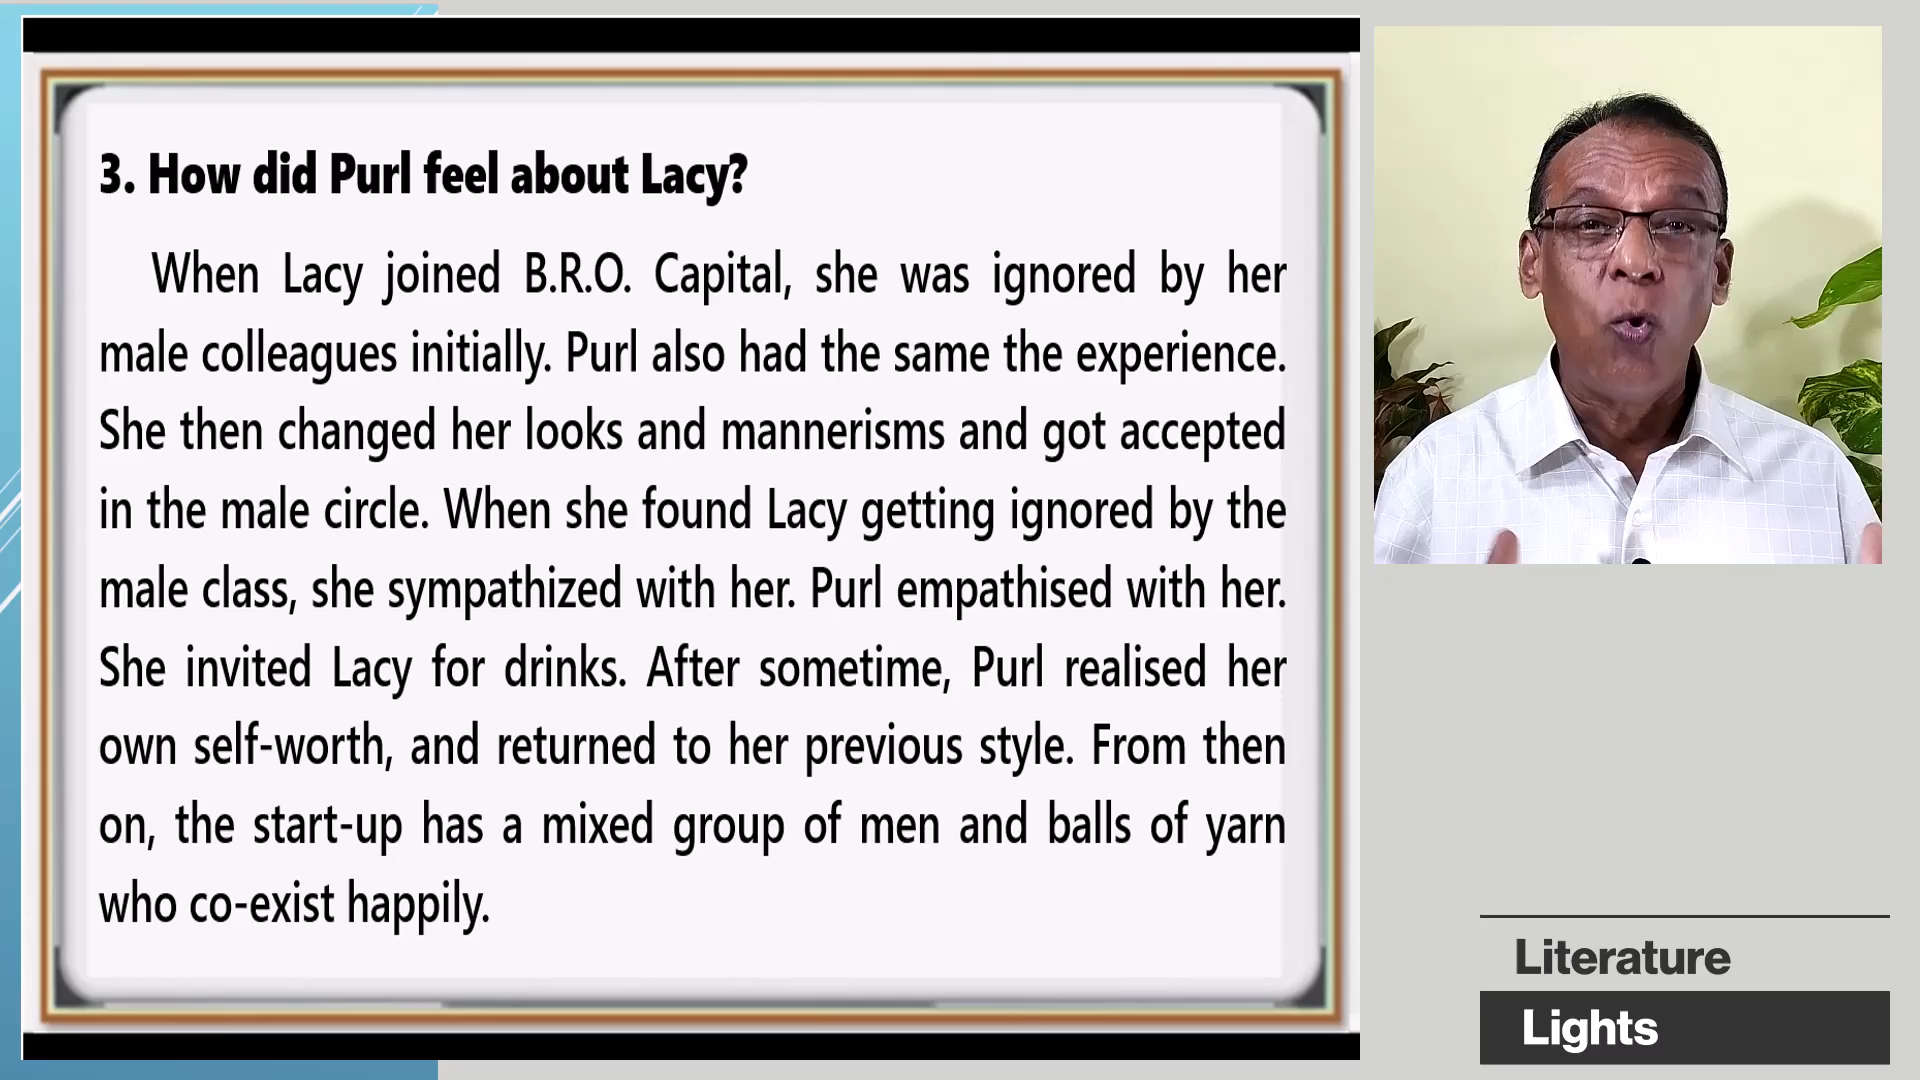 3. How did Purl feel about Lacy?
When Lacy joined B.R.O. Capital, she was ignored by her
male colleagues initially. Purl also had the same the experience.
She then changed her looks and mannerisms and got accepted
in the male circle. When she found Lacy getting ignored by the
male class, she sympathized with her. Purl empathised with her.
She invited Lacy for drinks. After sometime, Purl realised her
own self-worth, and returned to her previous style. From then
on, the start-up has a mixed group of men and balls of yarn
who co-exist happily.
Literature
Lights